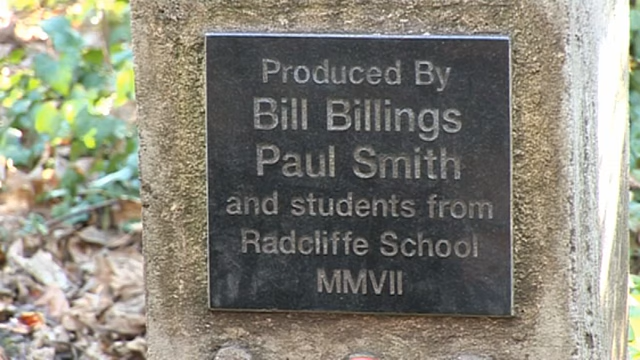 Produced By
Bill Billings
Paul Smith
and students from
Radcliffe School
MMVII